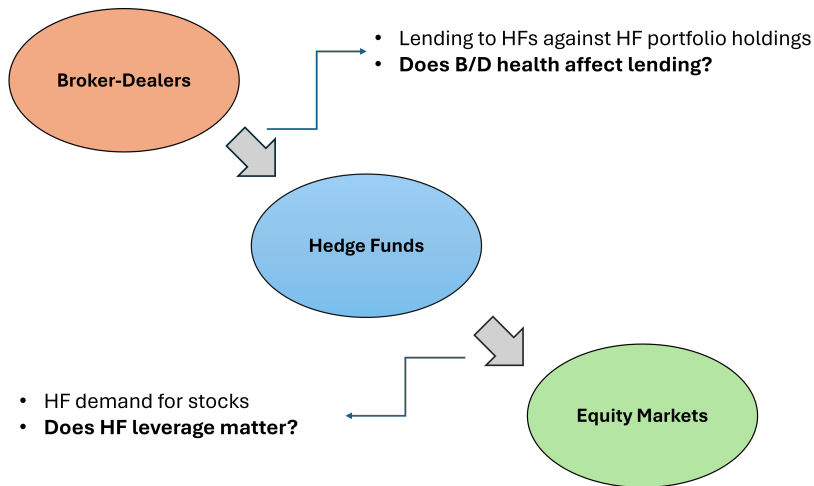 Broker-Dealers
• Lending to HFs against HF portfolio holdings
• Does B/D health affect lending?
Hedge Funds
• HF demand for stocks
• Does HF leverage matter?
Equity Markets